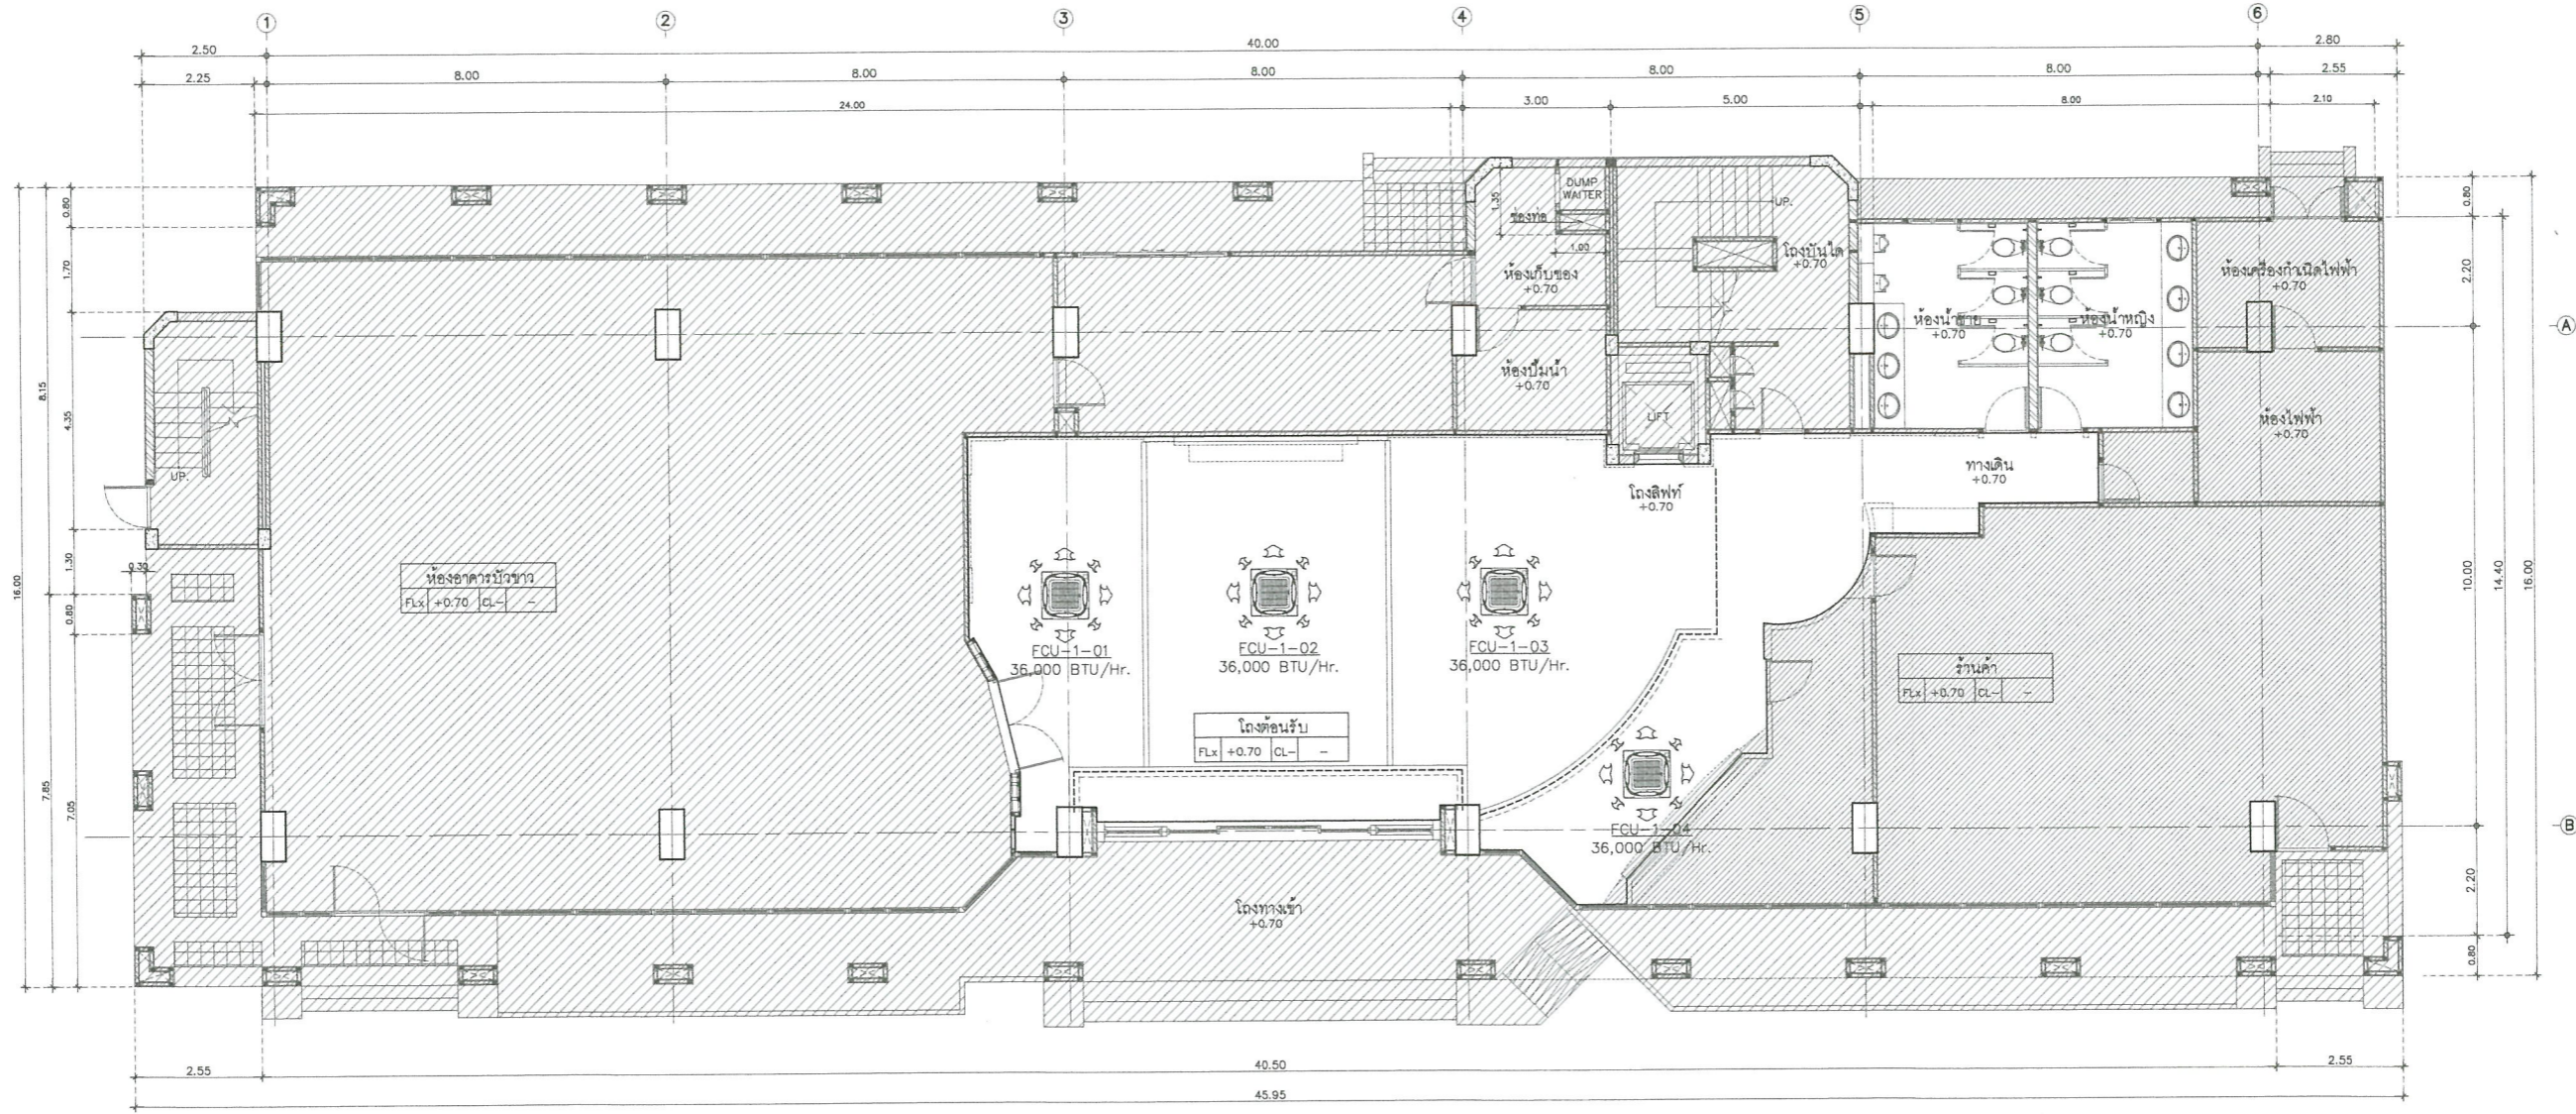 1 2 3 4 5 6
2.50 40.00 2.80
2.25 8.00 8.00 8.00 8.00 8.00 2.55
24.00 3.00 5.00 8.00 2.10
16.00
8.15
7.85
0.80
1.70
4.35
1.30
0.80
7.05
0.30
UP.
DUMP
WAITER
1.35
ช่องท่อ
1.00
ห้องเก็บของ
+0.70
UP.
โถงบันได
+0.70
ห้องปั๊มน้ำ
+0.70
LIFT
ห้องน้ำชาย
+0.70
ห้องน้ำหญิง
+0.70
ห้องเครื่องกำเนิดไฟฟ้า
+0.70
ห้องไฟฟ้า
+0.70
ทางเดิน
+0.70
โถงลิฟท์
+0.70
ห้องอาคารบัวขาว
FLx +0.70 CL- -
FCU-1-01
36,000 BTU/Hr.
FCU-1-02
36,000 BTU/Hr.
FCU-1-03
36,000 BTU/Hr.
FCU-1-04
36,000 BTU/Hr.
โถงต้อนรับ
FLx +0.70 CL- -
ร้านค้า
FLx +0.70 CL- -
โถงทางเข้า
+0.70
A
B
0.80
2.20
10.00
2.20
0.80
14.40
16.00
2.55 40.50 2.55
45.95